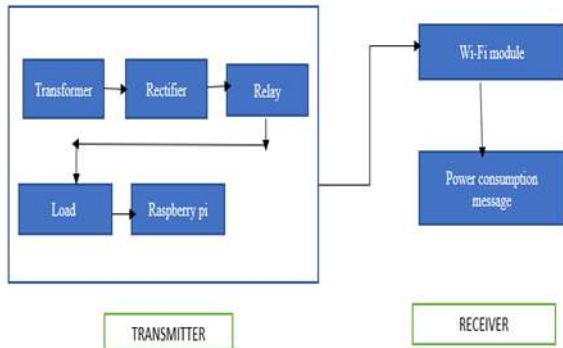 Transformer
Rectifier
Relay
Load
Raspberry pi
TRANSMITTER
Wi-Fi module
Power consumption
message
RECEIVER